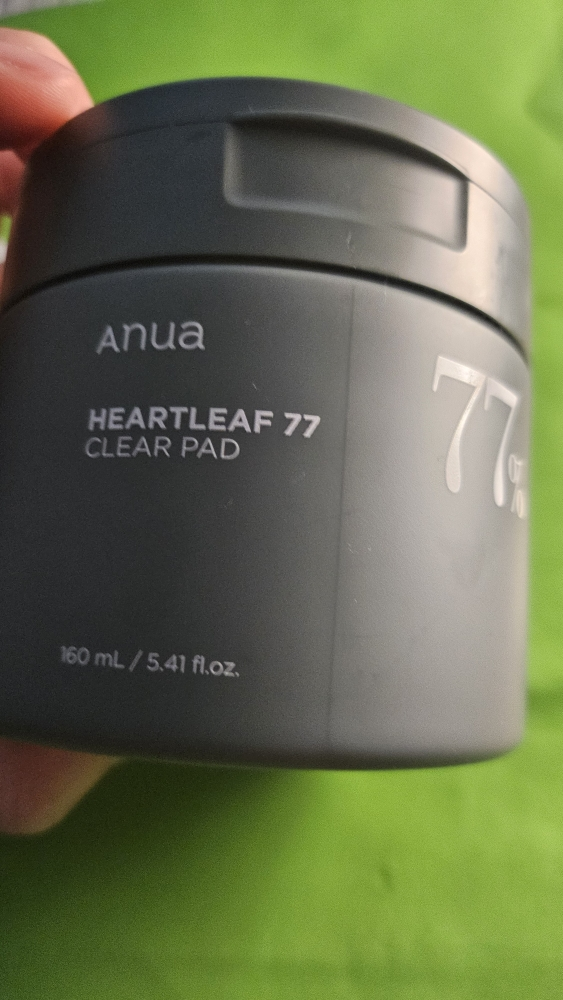 Anua
HEARTLEAF 77
CLEAR PAD
160 mL / 5.41 fl.oz.
77%